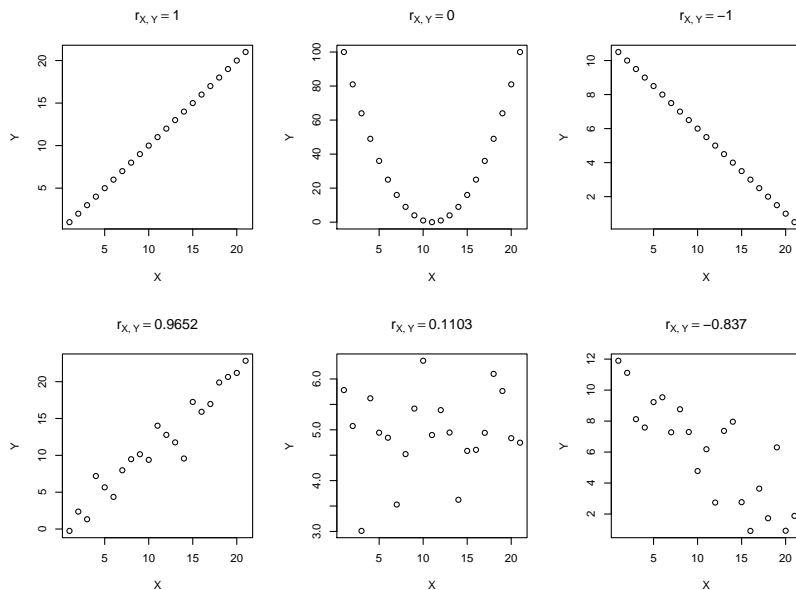 r_{X, Y} = 1
r_{X, Y} = 0
r_{X, Y} = −1
5 10 15 20
5 10 15 20
X
Y
0 20 40 60 80 100
5 10 15 20
X
Y
2 4 6 8 10
5 10 15 20
X
Y
r_{X, Y} = 0.9652
r_{X, Y} = 0.1103
r_{X, Y} = −0.837
0 5 10 15 20
5 10 15 20
X
Y
3.0 4.0 5.0 6.0
5 10 15 20
X
Y
2 4 6 8 10 12
5 10 15 20
X
Y